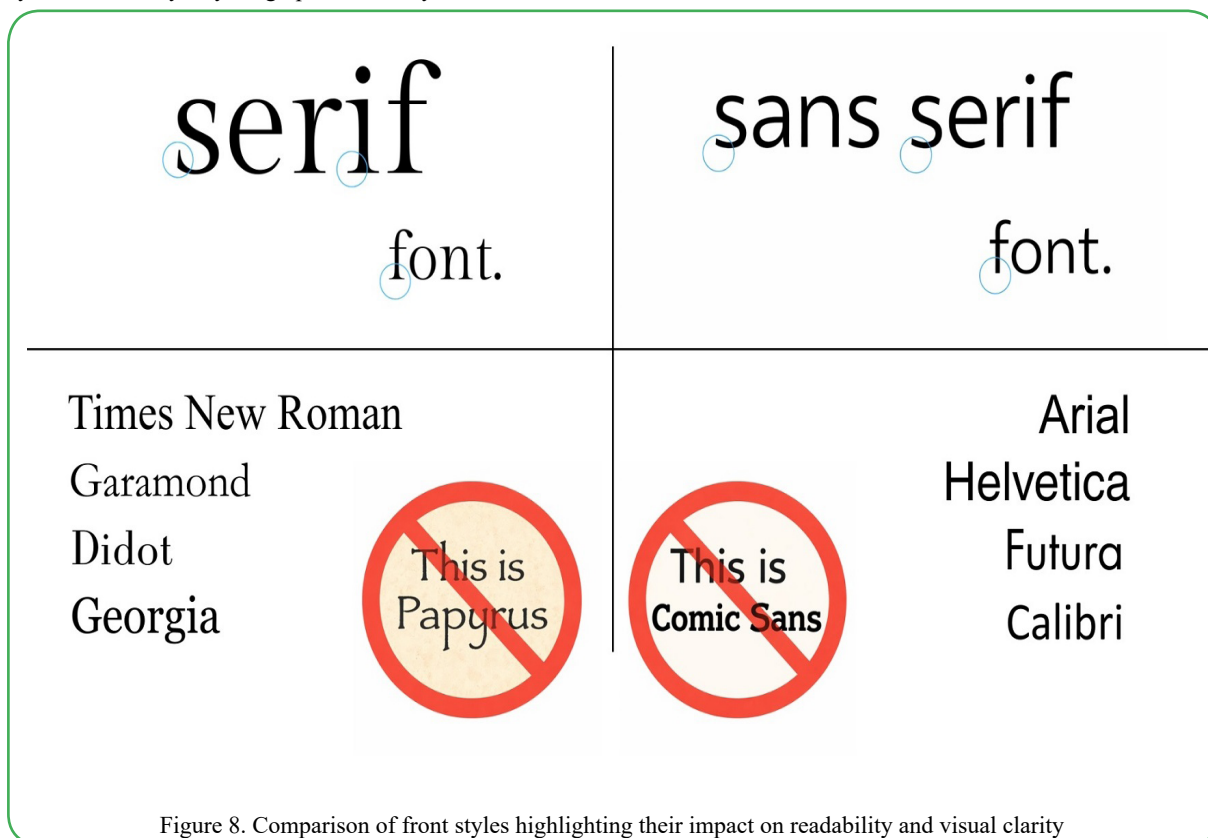 serif
font.
sans serif
font.
Times New Roman
Garamond
Didot
Georgia
This is
Papyrus
This is
Comic Sans
Arial
Helvetica
Futura
Calibri
Figure 8. Comparison of front styles highlighting their impact on readability and visual clarity